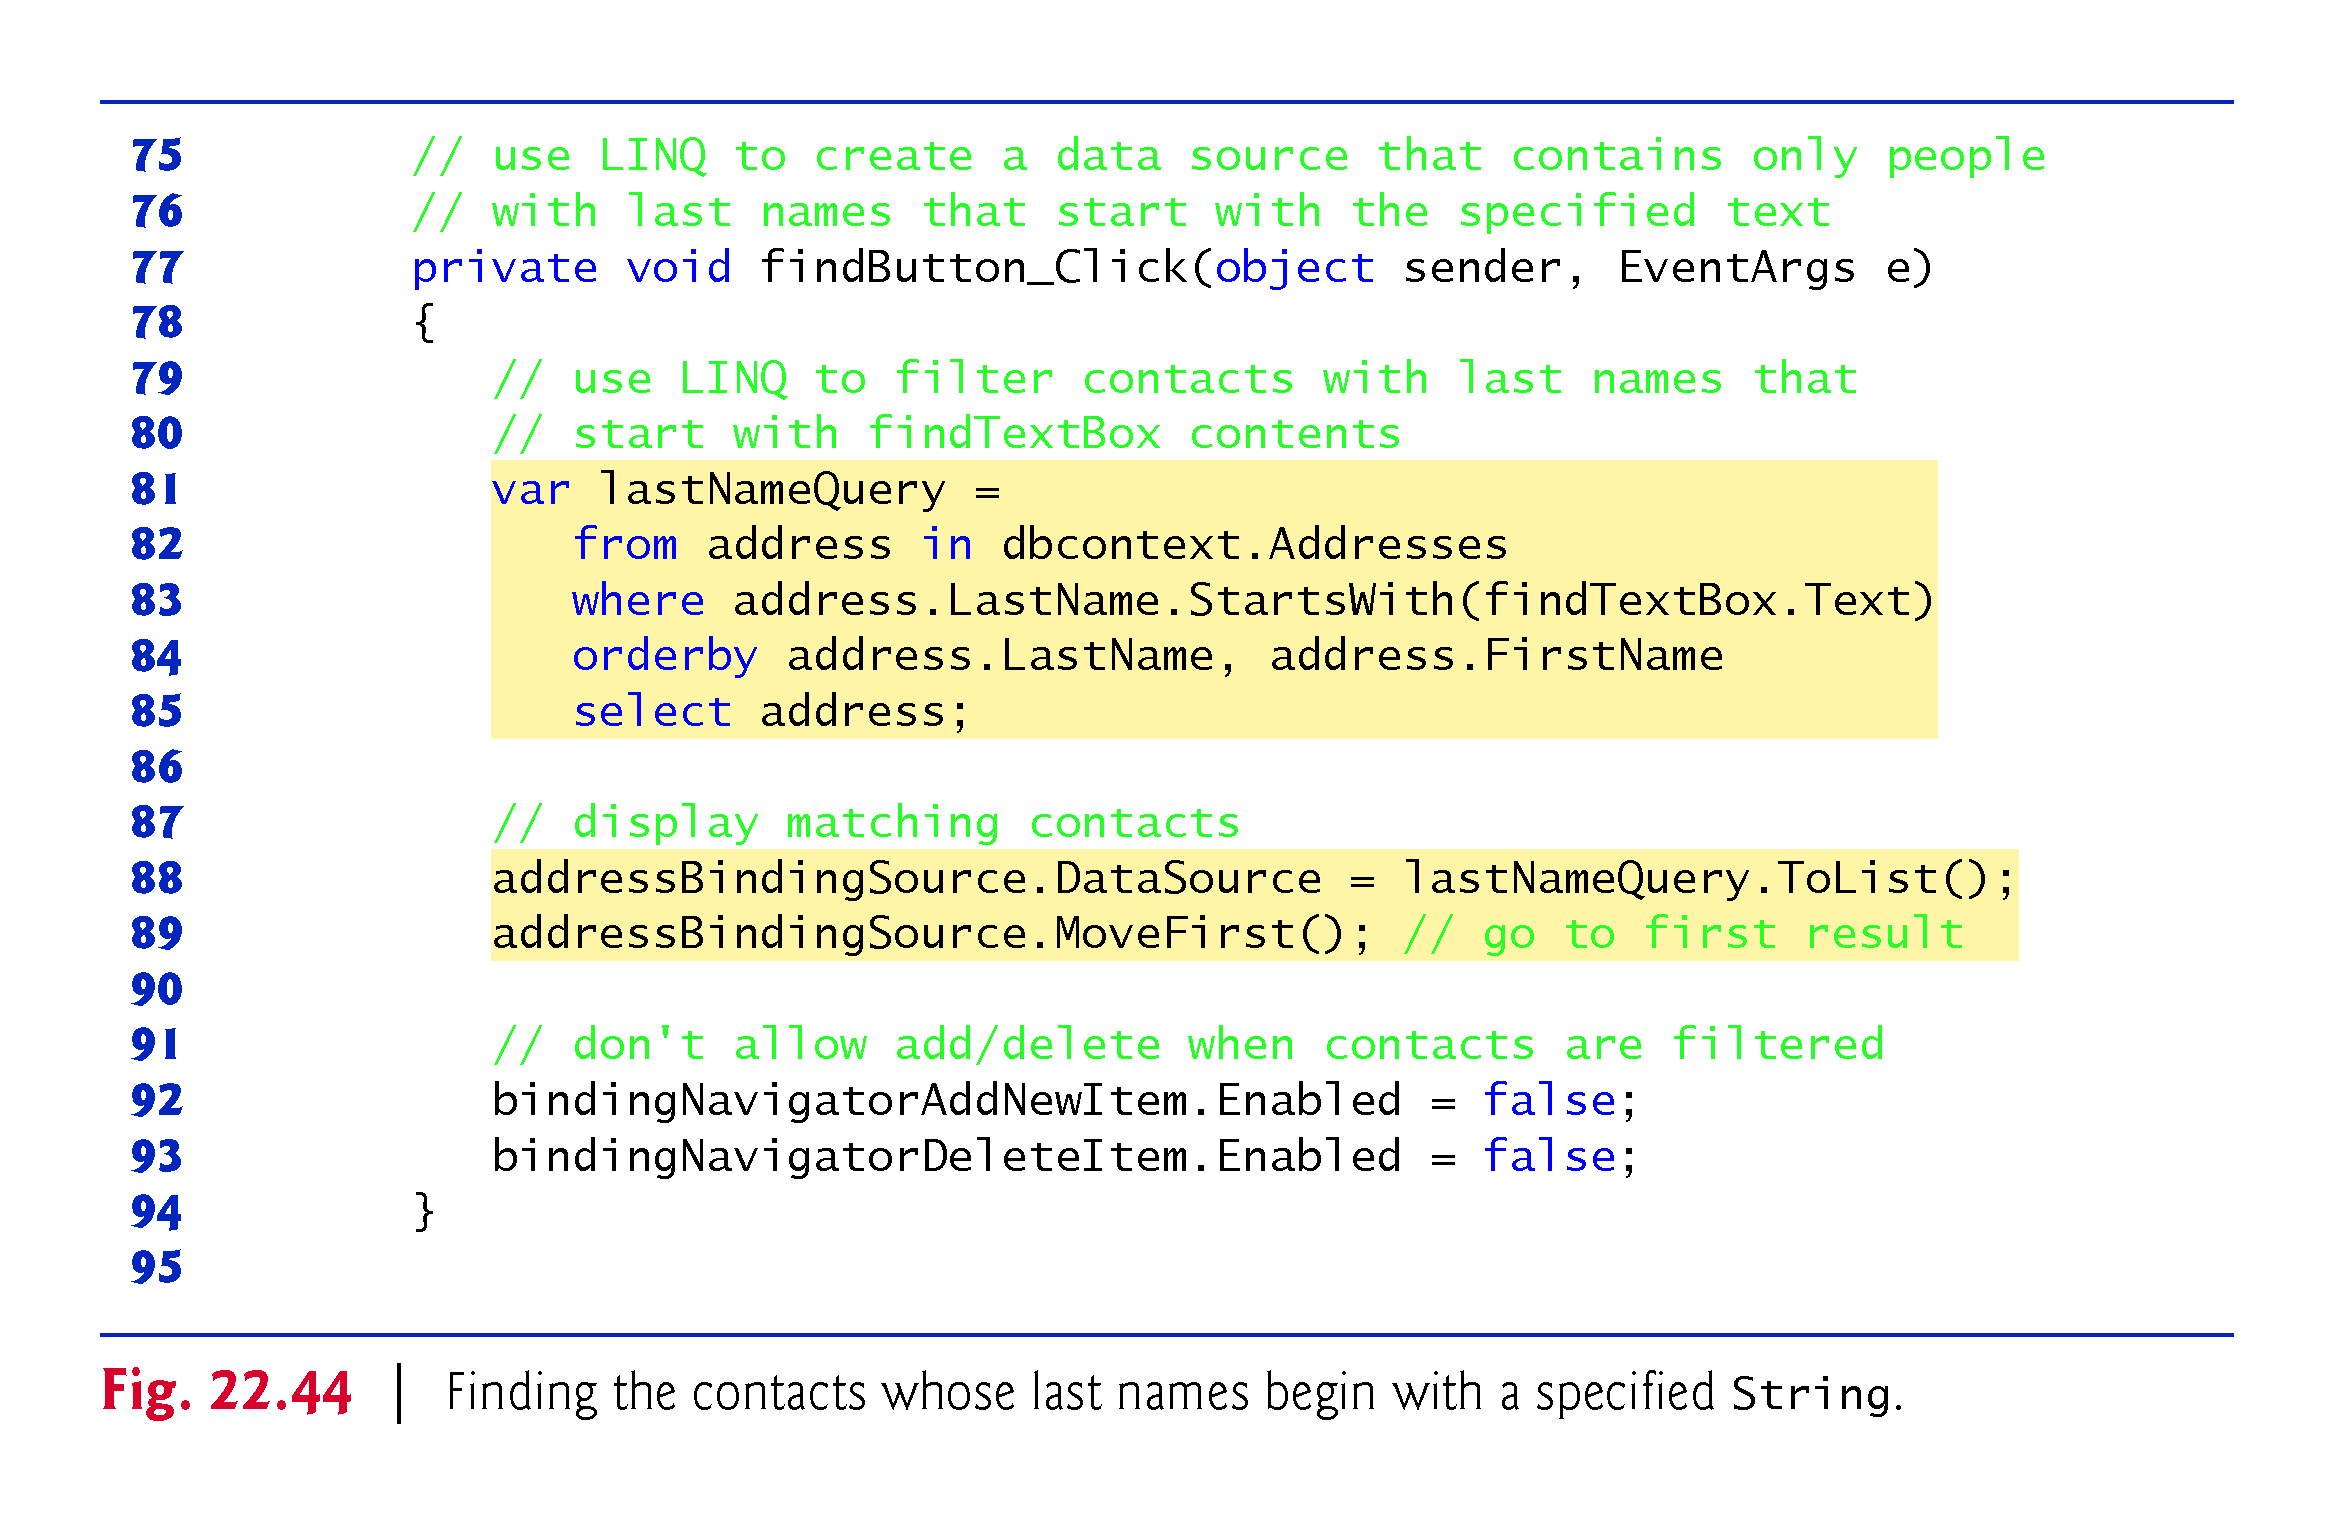 75 // use LINQ to create a data source that contains only people
76 // with last names that start with the specified text
77 private void findButton_Click(object sender, EventArgs e)
78 {
79 // use LINQ to filter contacts with last names that
80 // start with findTextBox contents
81 var lastNameQuery =
82 from address in dbcontext.Addresses
83 where address.LastName.StartsWith(findTextBox.Text)
84 orderby address.LastName, address.FirstName
85 select address;
86
87 // display matching contacts
88 addressBindingSource.DataSource = lastNameQuery.ToList();
89 addressBindingSource.MoveFirst(); // go to first result
90
91 // don't allow add/delete when contacts are filtered
92 bindingNavigatorAddNewItem.Enabled = false;
93 bindingNavigatorDeleteItem.Enabled = false;
94 }
95
Fig. 22.44 | Finding the contacts whose last names begin with a specified String.